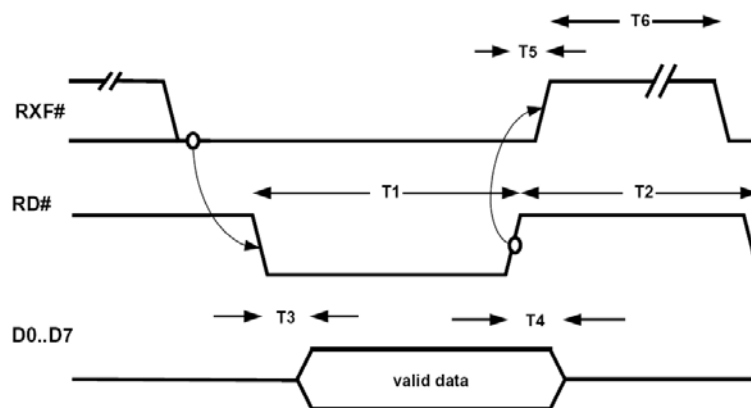 T6
T5
RXF#
T1
T2
RD#
T3
T4
D0..D7
valid data